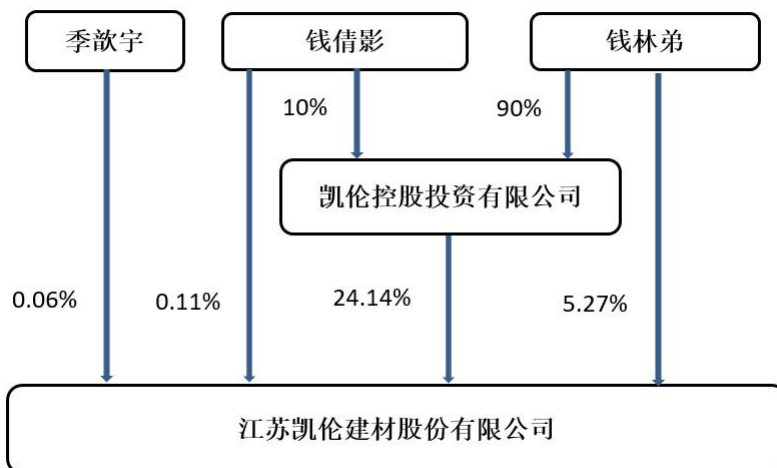 季歆宇
钱倩影
钱林弟
10%
90%
凯伦控股投资有限公司
0.06%
0.11%
24.14%
5.27%
江苏凯伦建材股份有限公司